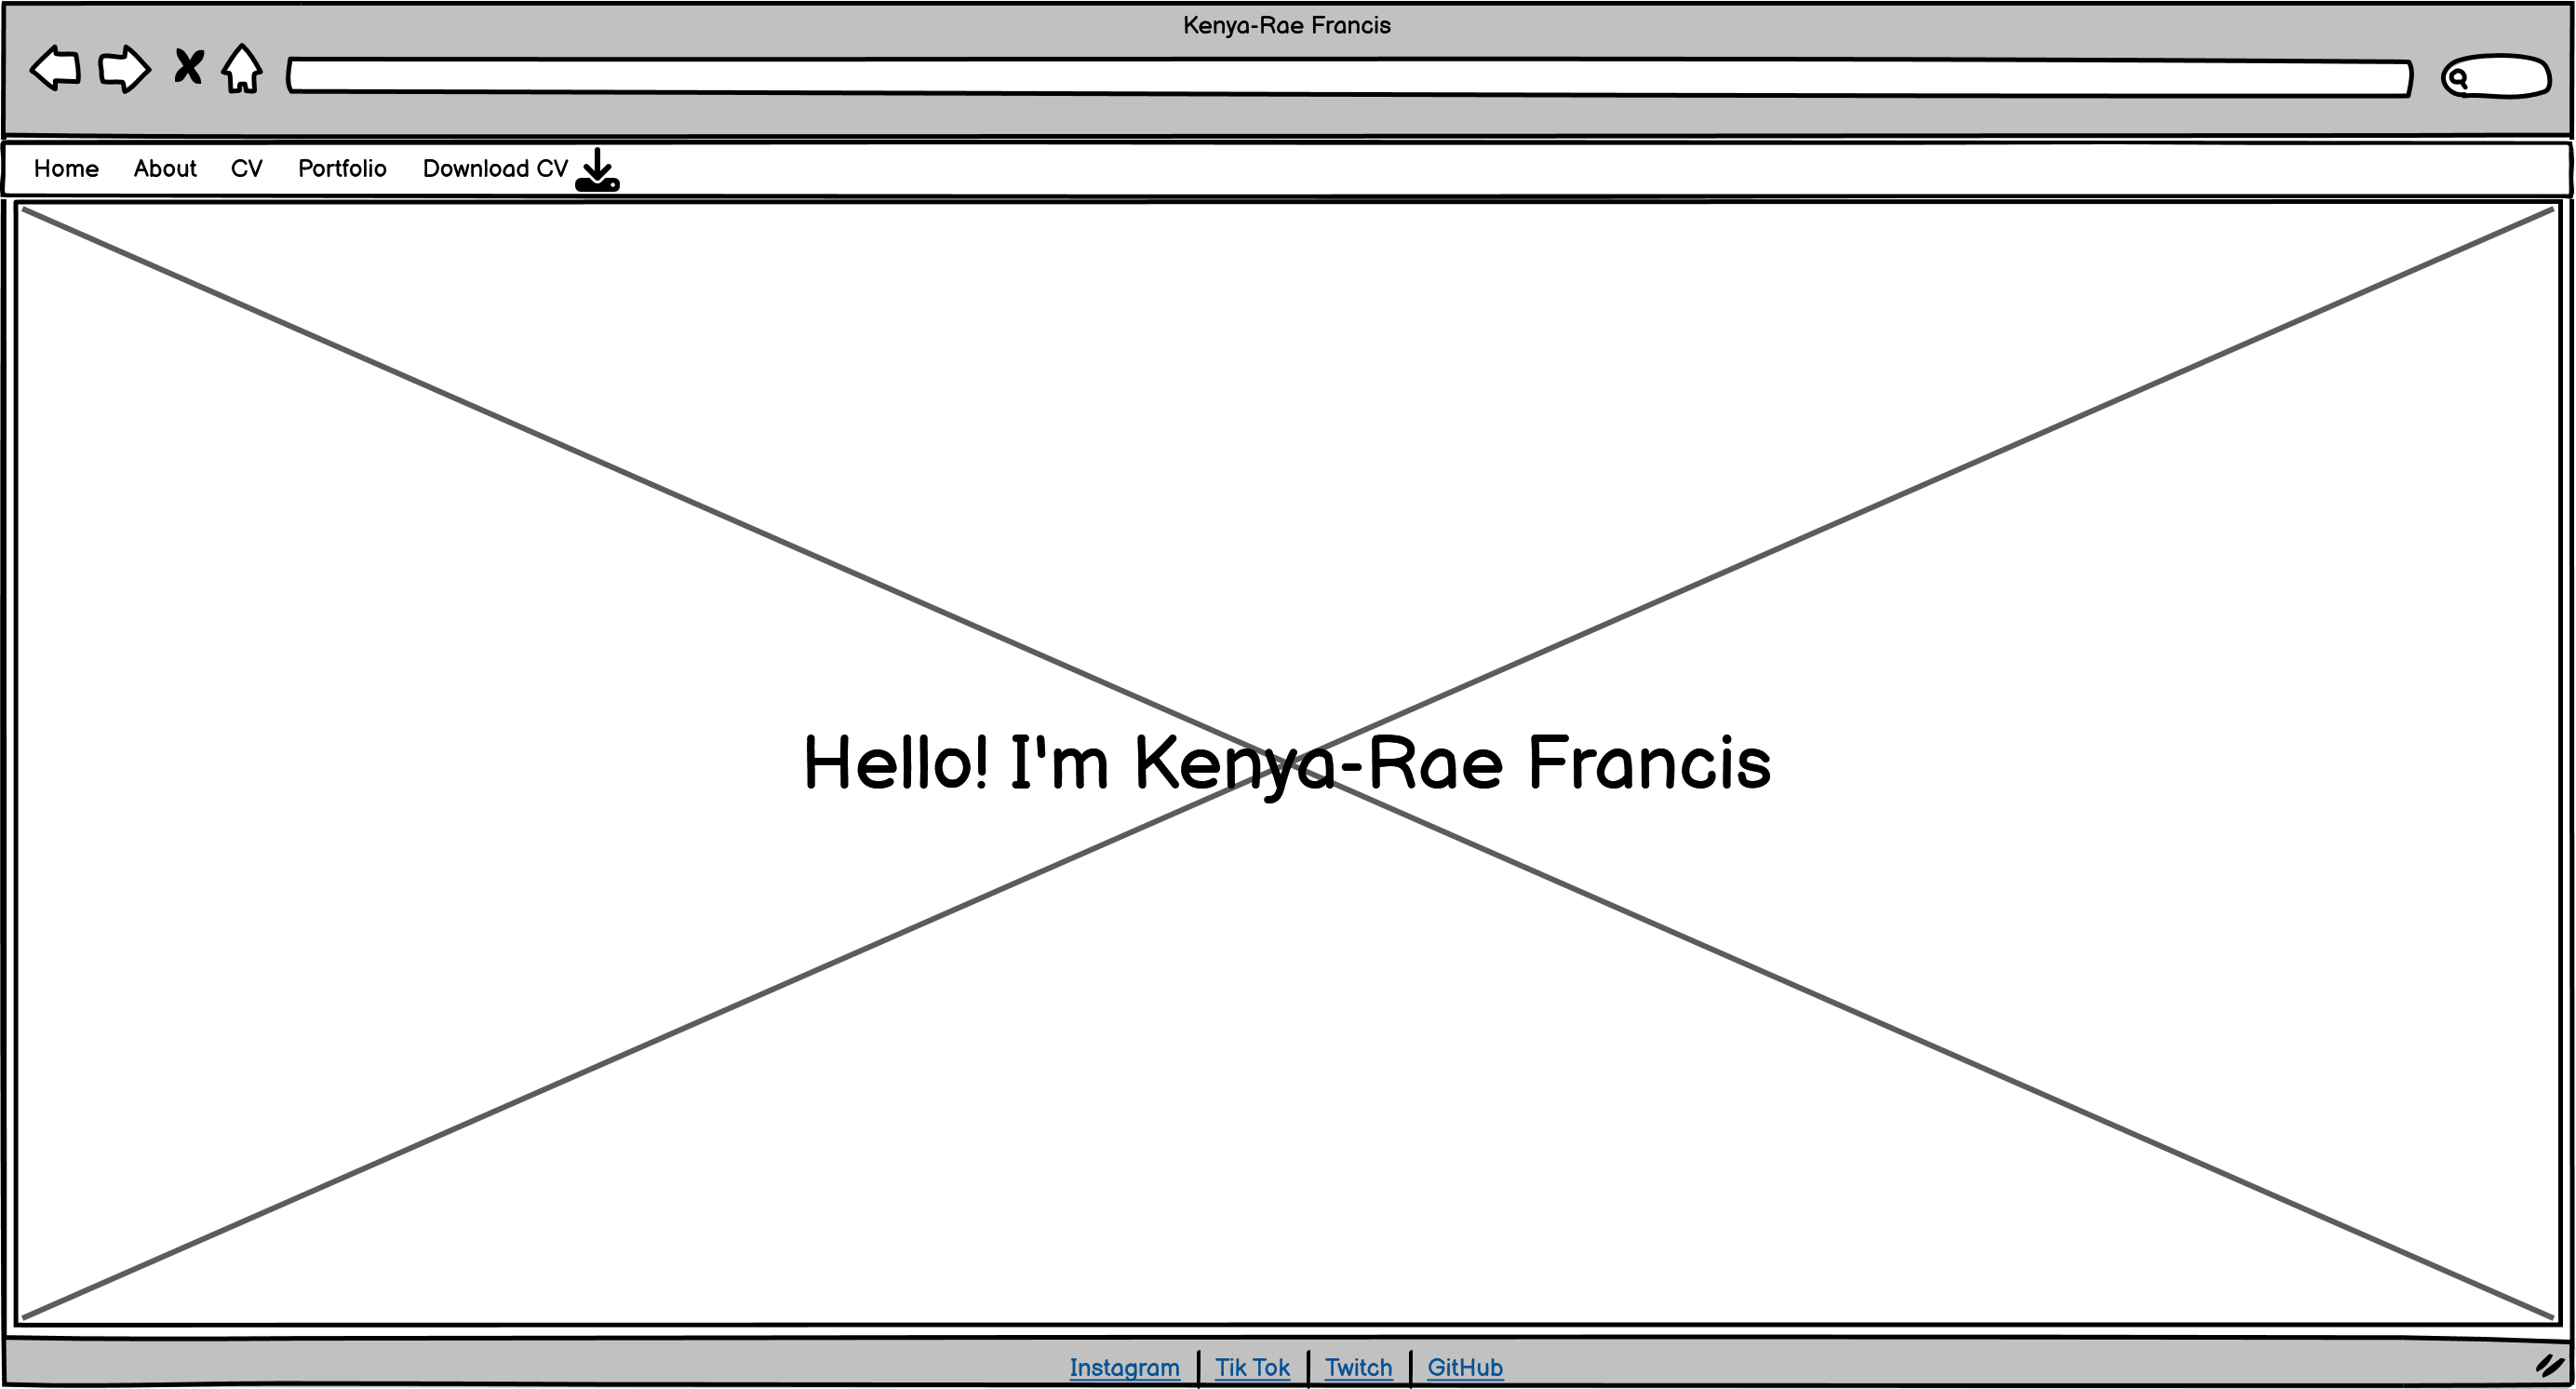 Kenya-Rae Francis
Home About CV Portfolio Download CV
Hello! I'm Kenya-Rae Francis
Instagram | Tik Tok | Twitch | GitHub